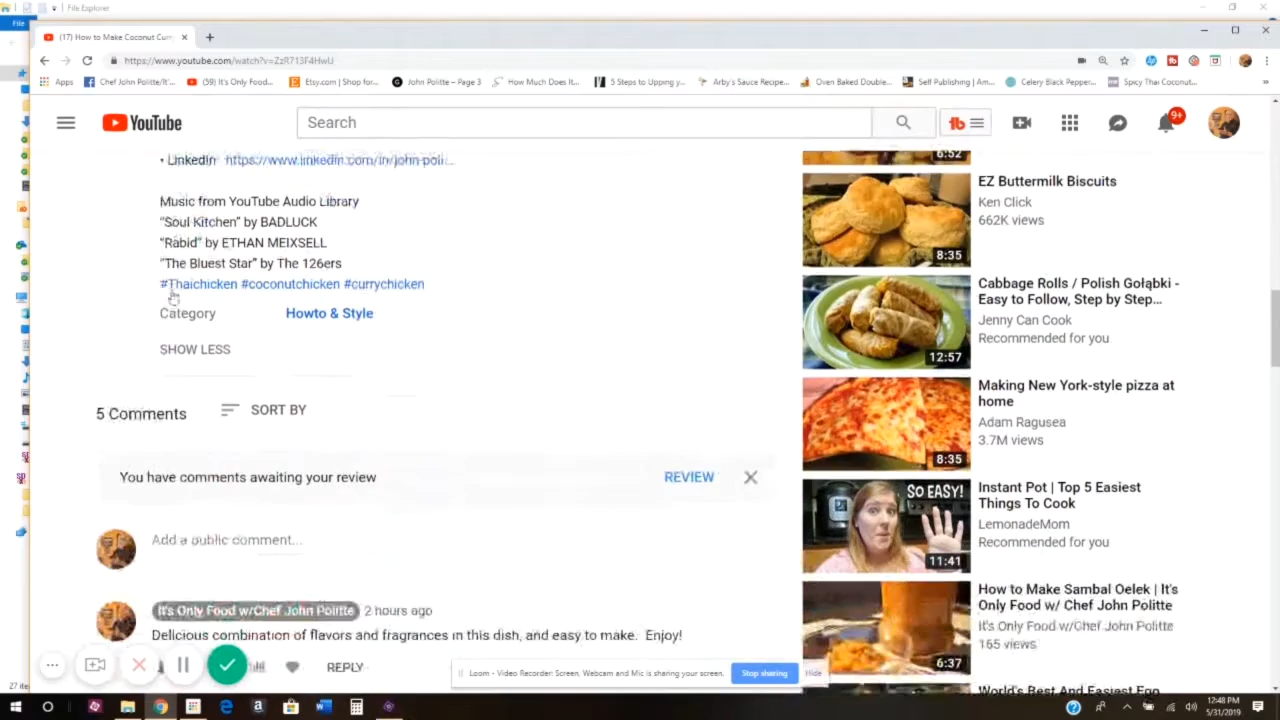 File Explorer
File
(17) How to Make Coconut Curr
https://www.youtube.com/watch?v=ZzR713F4HwU
Apps
Chef John Politte/It'...
(59) It's Only Food...
Etsy.com | Shop for...
John Politte – Page 3
How Much Does It...
5 Steps to Upping y...
Arby's Sauce Recipe...
Oven Baked Double...
Self Publishing | Am...
Celery Black Pepper...
Spicy Thai Coconut...
YouTube
Search
9+
• LinkedIn https://www.linkedin.com/in/john-poli...
Music from YouTube Audio Library
"Soul Kitchen" by BADLUCK
"Rabid" by ETHAN MEIXSELL
"The Bluest Star" by The 126ers
#Thaichicken #coconutchicken #currychicken
Category Howto & Style
SHOW LESS
5 Comments SORT BY
You have comments awaiting your review REVIEW
Add a public comment...
It's Only Food w/Chef John Politte 2 hours ago
Delicious combination of flavors and fragrances in this dish, and easy to make. Enjoy!
REPLY
6:52
EZ Buttermilk Biscuits
Ken Click
662K views
8:35
Cabbage Rolls / Polish Gołąbki -
Easy to Follow, Step by Step...
Jenny Can Cook
Recommended for you
12:57
Making New York-style pizza at
home
Adam Ragusea
3.7M views
8:35
Instant Pot | Top 5 Easiest
Things To Cook
LemonadeMom
Recommended for you
SO EASY!
11:41
How to Make Sambal Oelek | It's
Only Food w/ Chef John Politte
It's Only Food w/Chef John Politte
165 views
6:37
World's Best And Easiest Egg
Loom - Video Recorder: Screen, Webcam and Mic is sharing your screen.
Stop sharing
Hide
27 ite
12:48 PM
5/31/2019